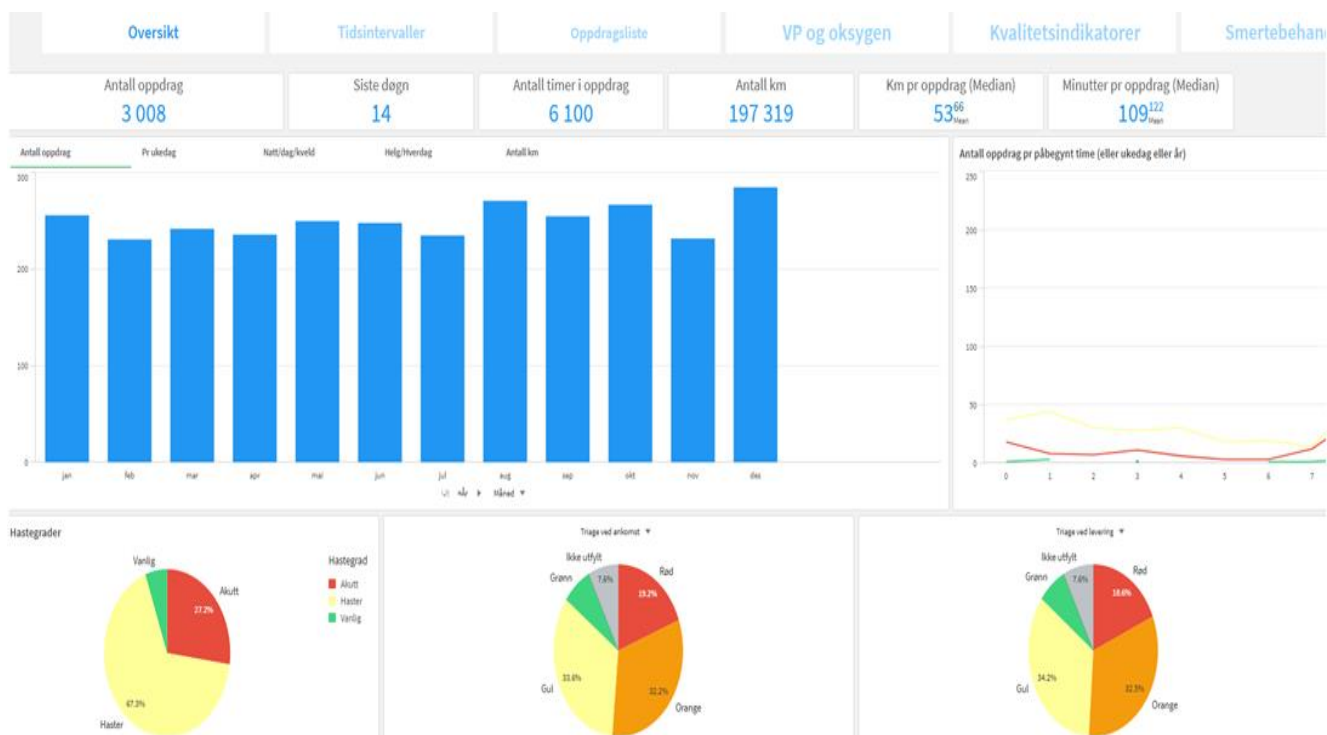 Oversikt
Tidsintervaller
Oppdragsliste
VP og oksygen
Kvalitetsindikatorer
Smertebehan
Antall oppdrag
3 008
Siste døgn
14
Antall timer i oppdrag
6 100
Antall km
197 319
Km pr oppdrag (Median)
53 66 Mean
Minutter pr oppdrag (Median)
109 122 Mean
Antall oppdrag
Pr ukedag
Natt/dag/kveld
Helg/Hverdag
Antall km
300
200
100
0
jan feb mar apr mai jun jul aug sep okt nov des
Måned
Antall oppdrag pr påbegynt time (eller ukedag eller år)
250
200
150
100
50
0
0 1 2 3 4 5 6 7
Hastegrader
Vanlig
Akutt
27.2%
67.3%
Haster
Hastegrad
Akutt
Haster
Vanlig
Triage ved ankomst
Ikke utfylt
7.6%
Rød
Grønn
19.2%
33.6%
Gul
32.2%
Orange
Triage ved levering
Ikke utfylt
7.6%
Rød
Grønn
18.6%
34.2%
Gul
32.5%
Orange